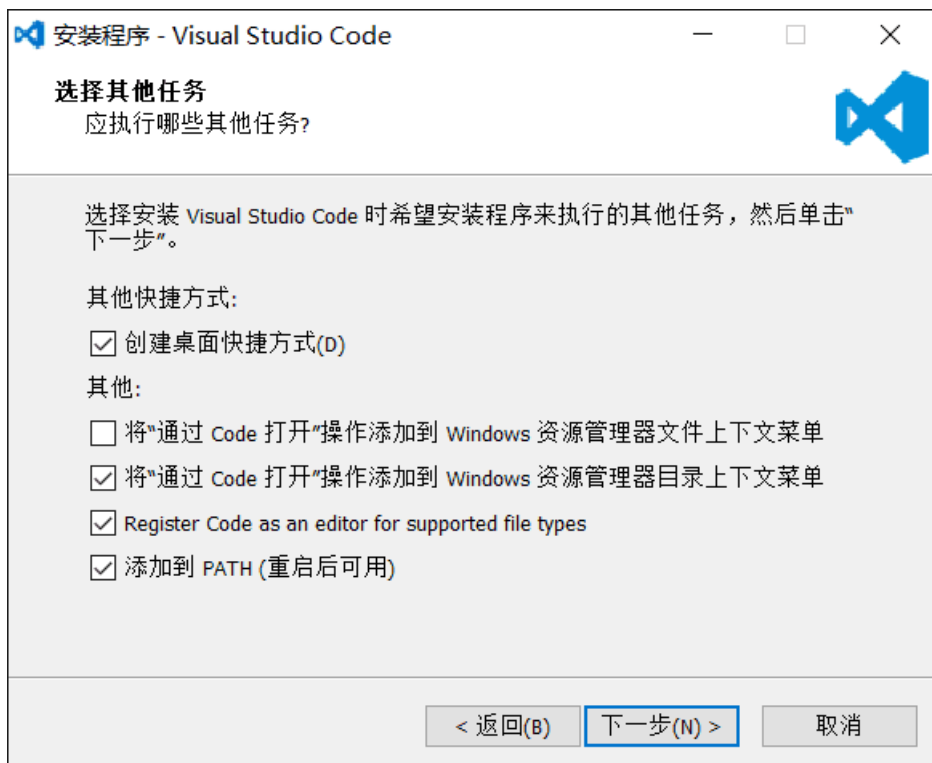 安装程序 - Visual Studio Code
选择其他任务
应执行哪些其他任务?
选择安装 Visual Studio Code 时希望安装程序来执行的其他任务，然后单击“
下一步”。
其他快捷方式:
创建桌面快捷方式(D)
其他:
将“通过 Code 打开”操作添加到 Windows 资源管理器文件上下文菜单
将“通过 Code 打开”操作添加到 Windows 资源管理器目录上下文菜单
Register Code as an editor for supported file types
添加到 PATH (重启后可用)
< 返回(B) 下一步(N) > 取消